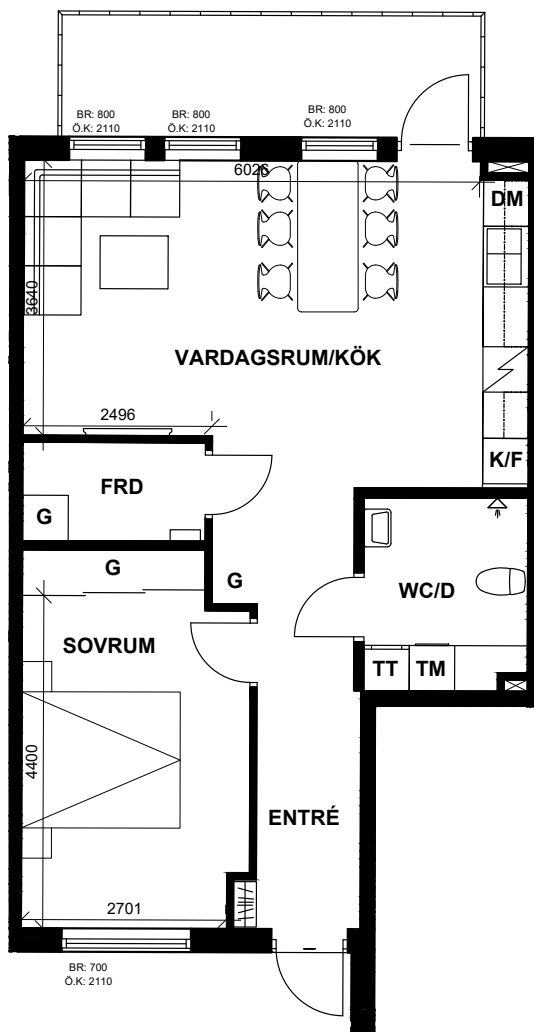 BR: 800
Ö.K: 2110
BR: 800
Ö.K: 2110
BR: 800
Ö.K: 2110
6026
DM
3640
VARDAGSRUM/KÖK
2496
K/F
FRD
G
G
G
WC/D
SOVRUM
TT
TM
4400
ENTRÉ
2701
BR: 700
Ö.K: 2110